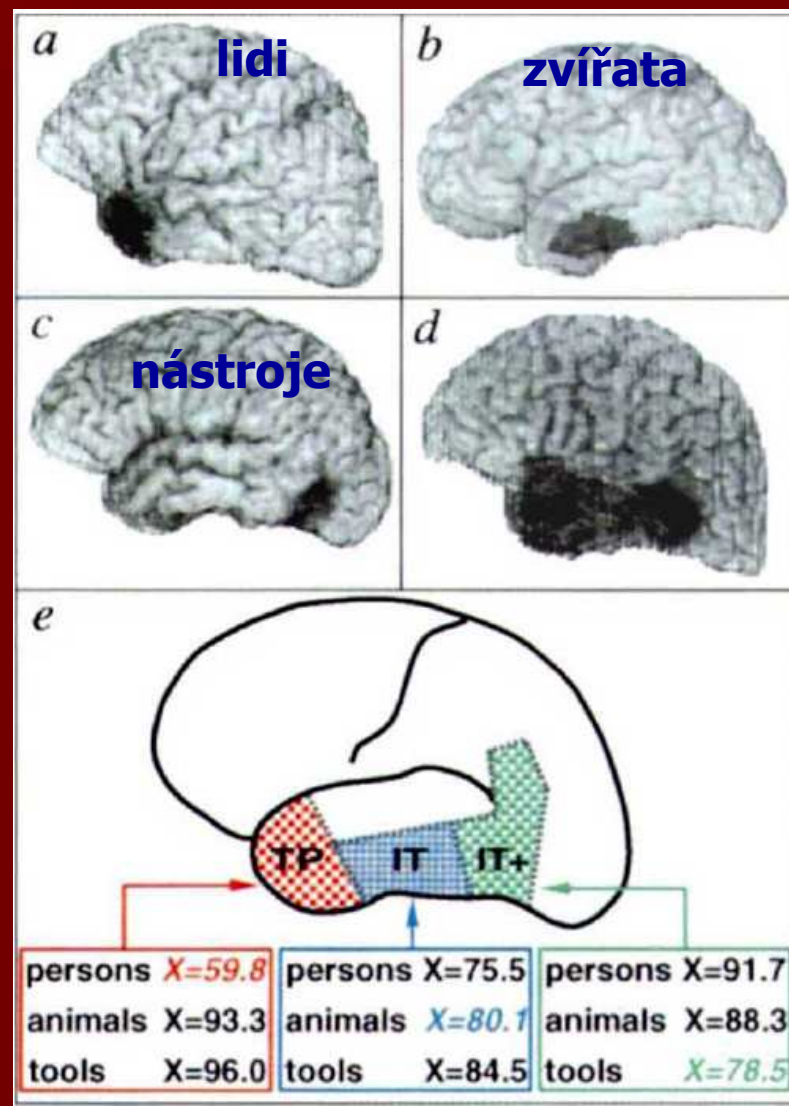 a
lidi
b
zvířata
c
nástroje
d
e
TP
IT
IT+
persons X=59.8
animals X=93.3
tools X=96.0
persons X=75.5
animals X=80.1
tools X=84.5
persons X=91.7
animals X=88.3
tools X=78.5